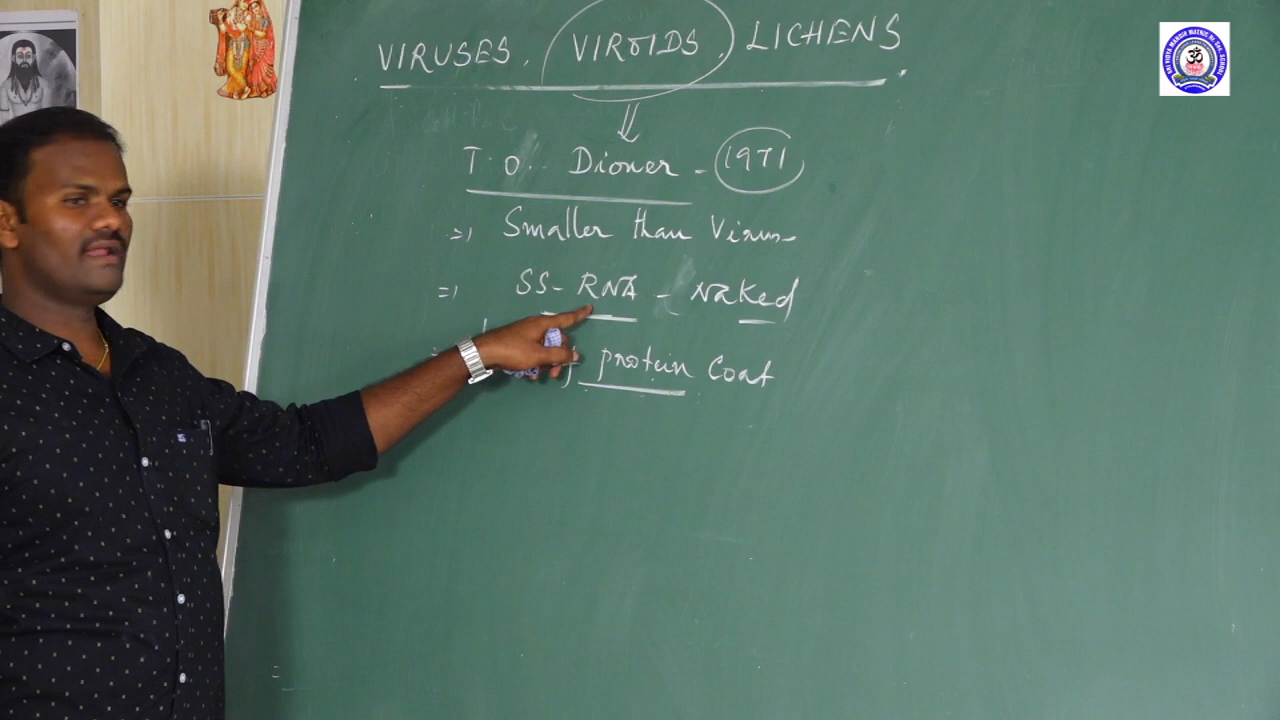 VIRUSES, VIROIDS, LICHENS
T. O. Dioner - 1971
=> Smaller than Virus
=> SS-RNA - Naked
protein Coat